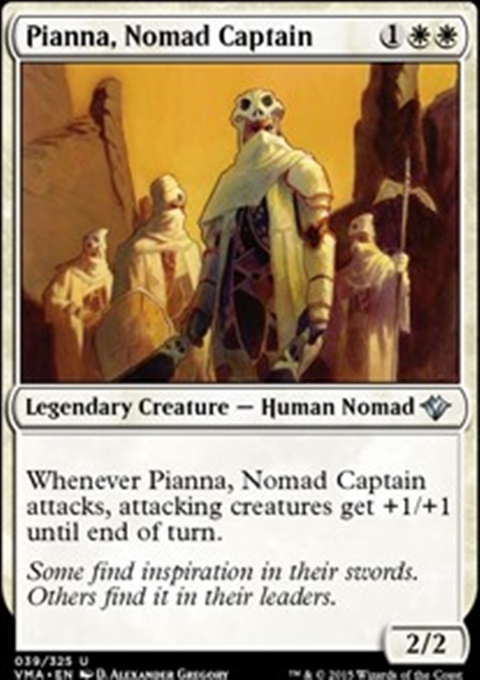 Pianna, Nomad Captain 1
Legendary Creature — Human Nomad
Whenever Pianna, Nomad Captain
attacks, attacking creatures get +1/+1
until end of turn.
Some find inspiration in their swords.
Others find it in their leaders.
2/2
039/325 U
VMA • EN D. Alexander Gregory ™ & © 2015 Wizards of the Coast